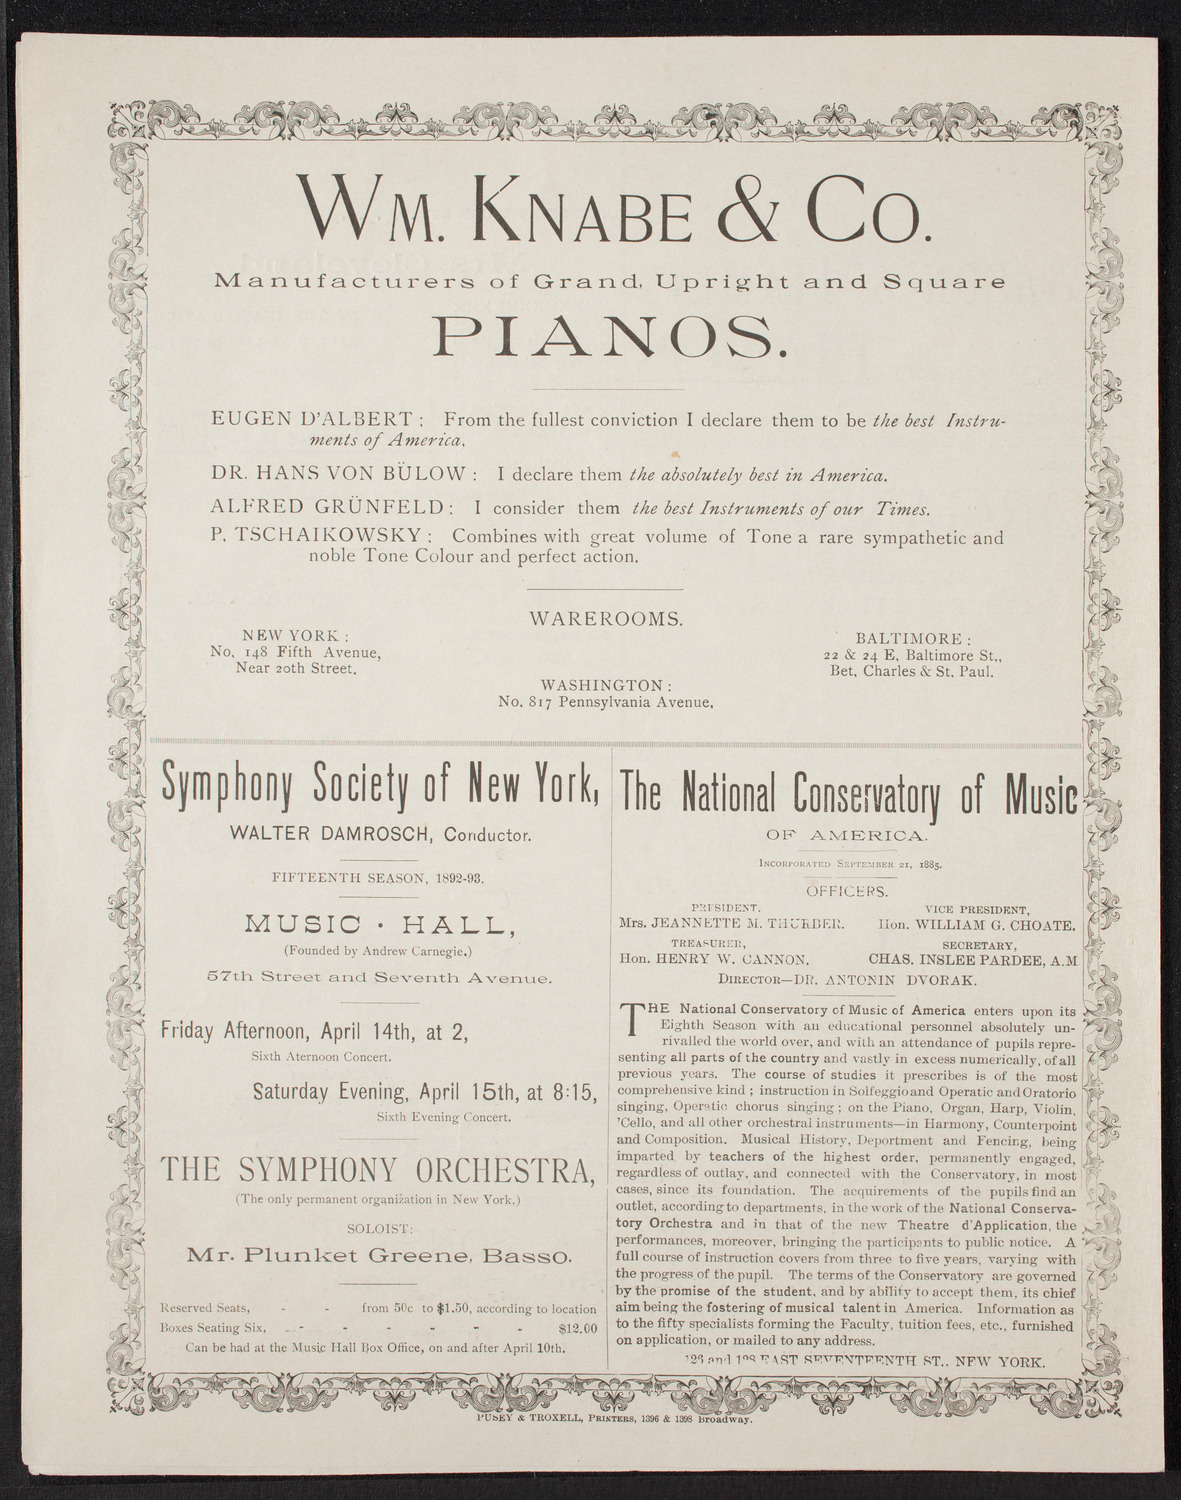 WM. KNABE & CO.
Manufacturers of Grand, Upright and Square
PIANOS.
EUGEN D'ALBERT : From the fullest conviction I declare them to be the best Instru-
ments of America,
DR. HANS VON BÜLOW : I declare them the absolutely best in America.
ALFRED GRÜNFELD : I consider them the best Instruments of our Times.
P. TSCHAIKOWSKY : Combines with great volume of Tone a rare sympathetic and
noble Tone Colour and perfect action.
WAREROOMS.
NEW YORK :
No. 148 Fifth Avenue,
Near 20th Street.
BALTIMORE :
22 & 24 E. Baltimore St.,
Bet. Charles & St. Paul.
WASHINGTON :
No. 817 Pennsylvania Avenue,
Symphony Society of New York,
WALTER DAMROSCH, Conductor.
FIFTEENTH SEASON, 1892-93.
MUSIC · HALL,
(Founded by Andrew Carnegie.)
57th Street and Seventh Avenue.
Friday Afternoon, April 14th, at 2,
Sixth Aternoon Concert.
Saturday Evening, April 15th, at 8:15,
Sixth Evening Concert.
THE SYMPHONY ORCHESTRA,
(The only permanent organization in New York.)
SOLOIST:
Mr. Plunket Greene, Basso.
Reserved Seats, - - from 50c to $1.50, according to location
Boxes Seating Six, - - - - - - $12.00
Can be had at the Music Hall Box Office, on and after April 10th.
The National Conservatory of Music
OF AMERICA.
INCORPORATED SEPTEMBER 21, 1885.
OFFICERS.
PRESIDENT. VICE PRESIDENT,
Mrs. JEANNETTE M. THURBER. Hon. WILLIAM G. CHOATE.
TREASURER, SECRETARY,
Hon. HENRY W. CANNON. CHAS. INSLEE PARDEE, A.M
DIRECTOR—DR. ANTONIN DVORAK.
THE National Conservatory of Music of America enters upon its
Eighth Season with an educational personnel absolutely un-
rivalled the world over, and with an attendance of pupils repre-
senting all parts of the country and vastly in excess numerically, of all
previous years. The course of studies it prescribes is of the most
comprehensive kind ; instruction in Solfeggio and Operatic and Oratorio
singing, Operatic chorus singing ; on the Piano, Organ, Harp, Violin,
'Cello, and all other orchestral instruments—in Harmony, Counterpoint
and Composition. Musical History, Deportment and Fencing, being
imparted by teachers of the highest order, permanently engaged,
regardless of outlay, and connected with the Conservatory, in most
cases, since its foundation. The acquirements of the pupils find an
outlet, according to departments, in the work of the National Conserva-
tory Orchestra and in that of the new Theatre d'Application, the
performances, moreover, bringing the participants to public notice. A
full course of instruction covers from three to five years, varying with
the progress of the pupil. The terms of the Conservatory are governed
by the promise of the student, and by ability to accept them, its chief
aim being the fostering of musical talent in America. Information as
to the fifty specialists forming the Faculty, tuition fees, etc., furnished
on application, or mailed to any address.
126 and 128 EAST SEVENTEENTH ST., NEW YORK.
PUSEY & TROXELL, PRINTERS, 1396 & 1398 Broadway.